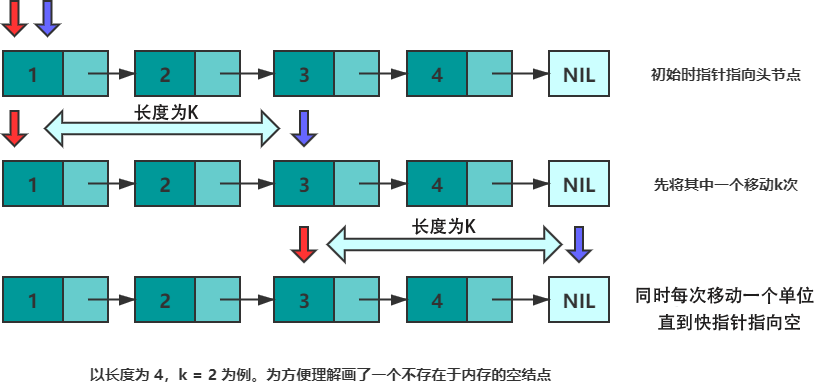 1 2 3 4 NIL 初始时指针指向头节点
长度为K
1 2 3 4 NIL 先将其中一个移动k次
长度为K
1 2 3 4 NIL 同时每次移动一个单位
直到快指针指向空
以长度为 4，k = 2 为例。为方便理解画了一个不存在于内存的空结点